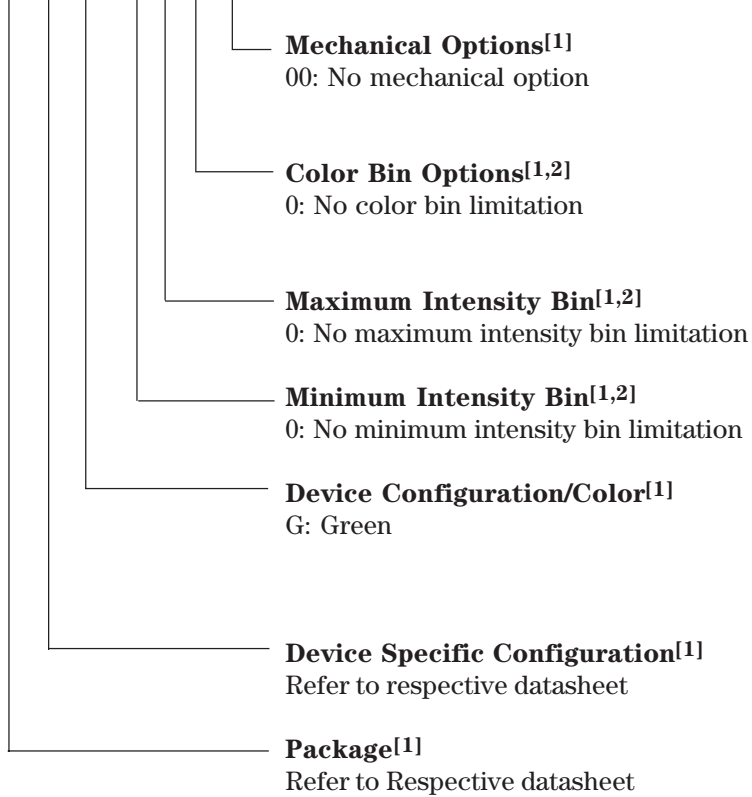 Mechanical Options[1]
00: No mechanical option
Color Bin Options[1,2]
0: No color bin limitation
Maximum Intensity Bin[1,2]
0: No maximum intensity bin limitation
Minimum Intensity Bin[1,2]
0: No minimum intensity bin limitation
Device Configuration/Color[1]
G: Green
Device Specific Configuration[1]
Refer to respective datasheet
Package[1]
Refer to Respective datasheet